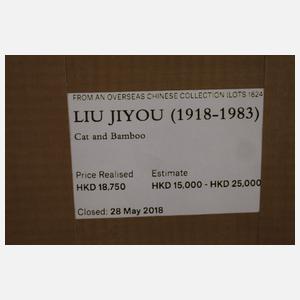 FROM AN OVERSEAS CHINESE COLLECTION (LOTS 1624
LIU JIYOU (1918-1983)
Cat and Bamboo
Price Realised Estimate
HKD 18,750 HKD 15,000 - HKD 25,000
Closed: 28 May 2018